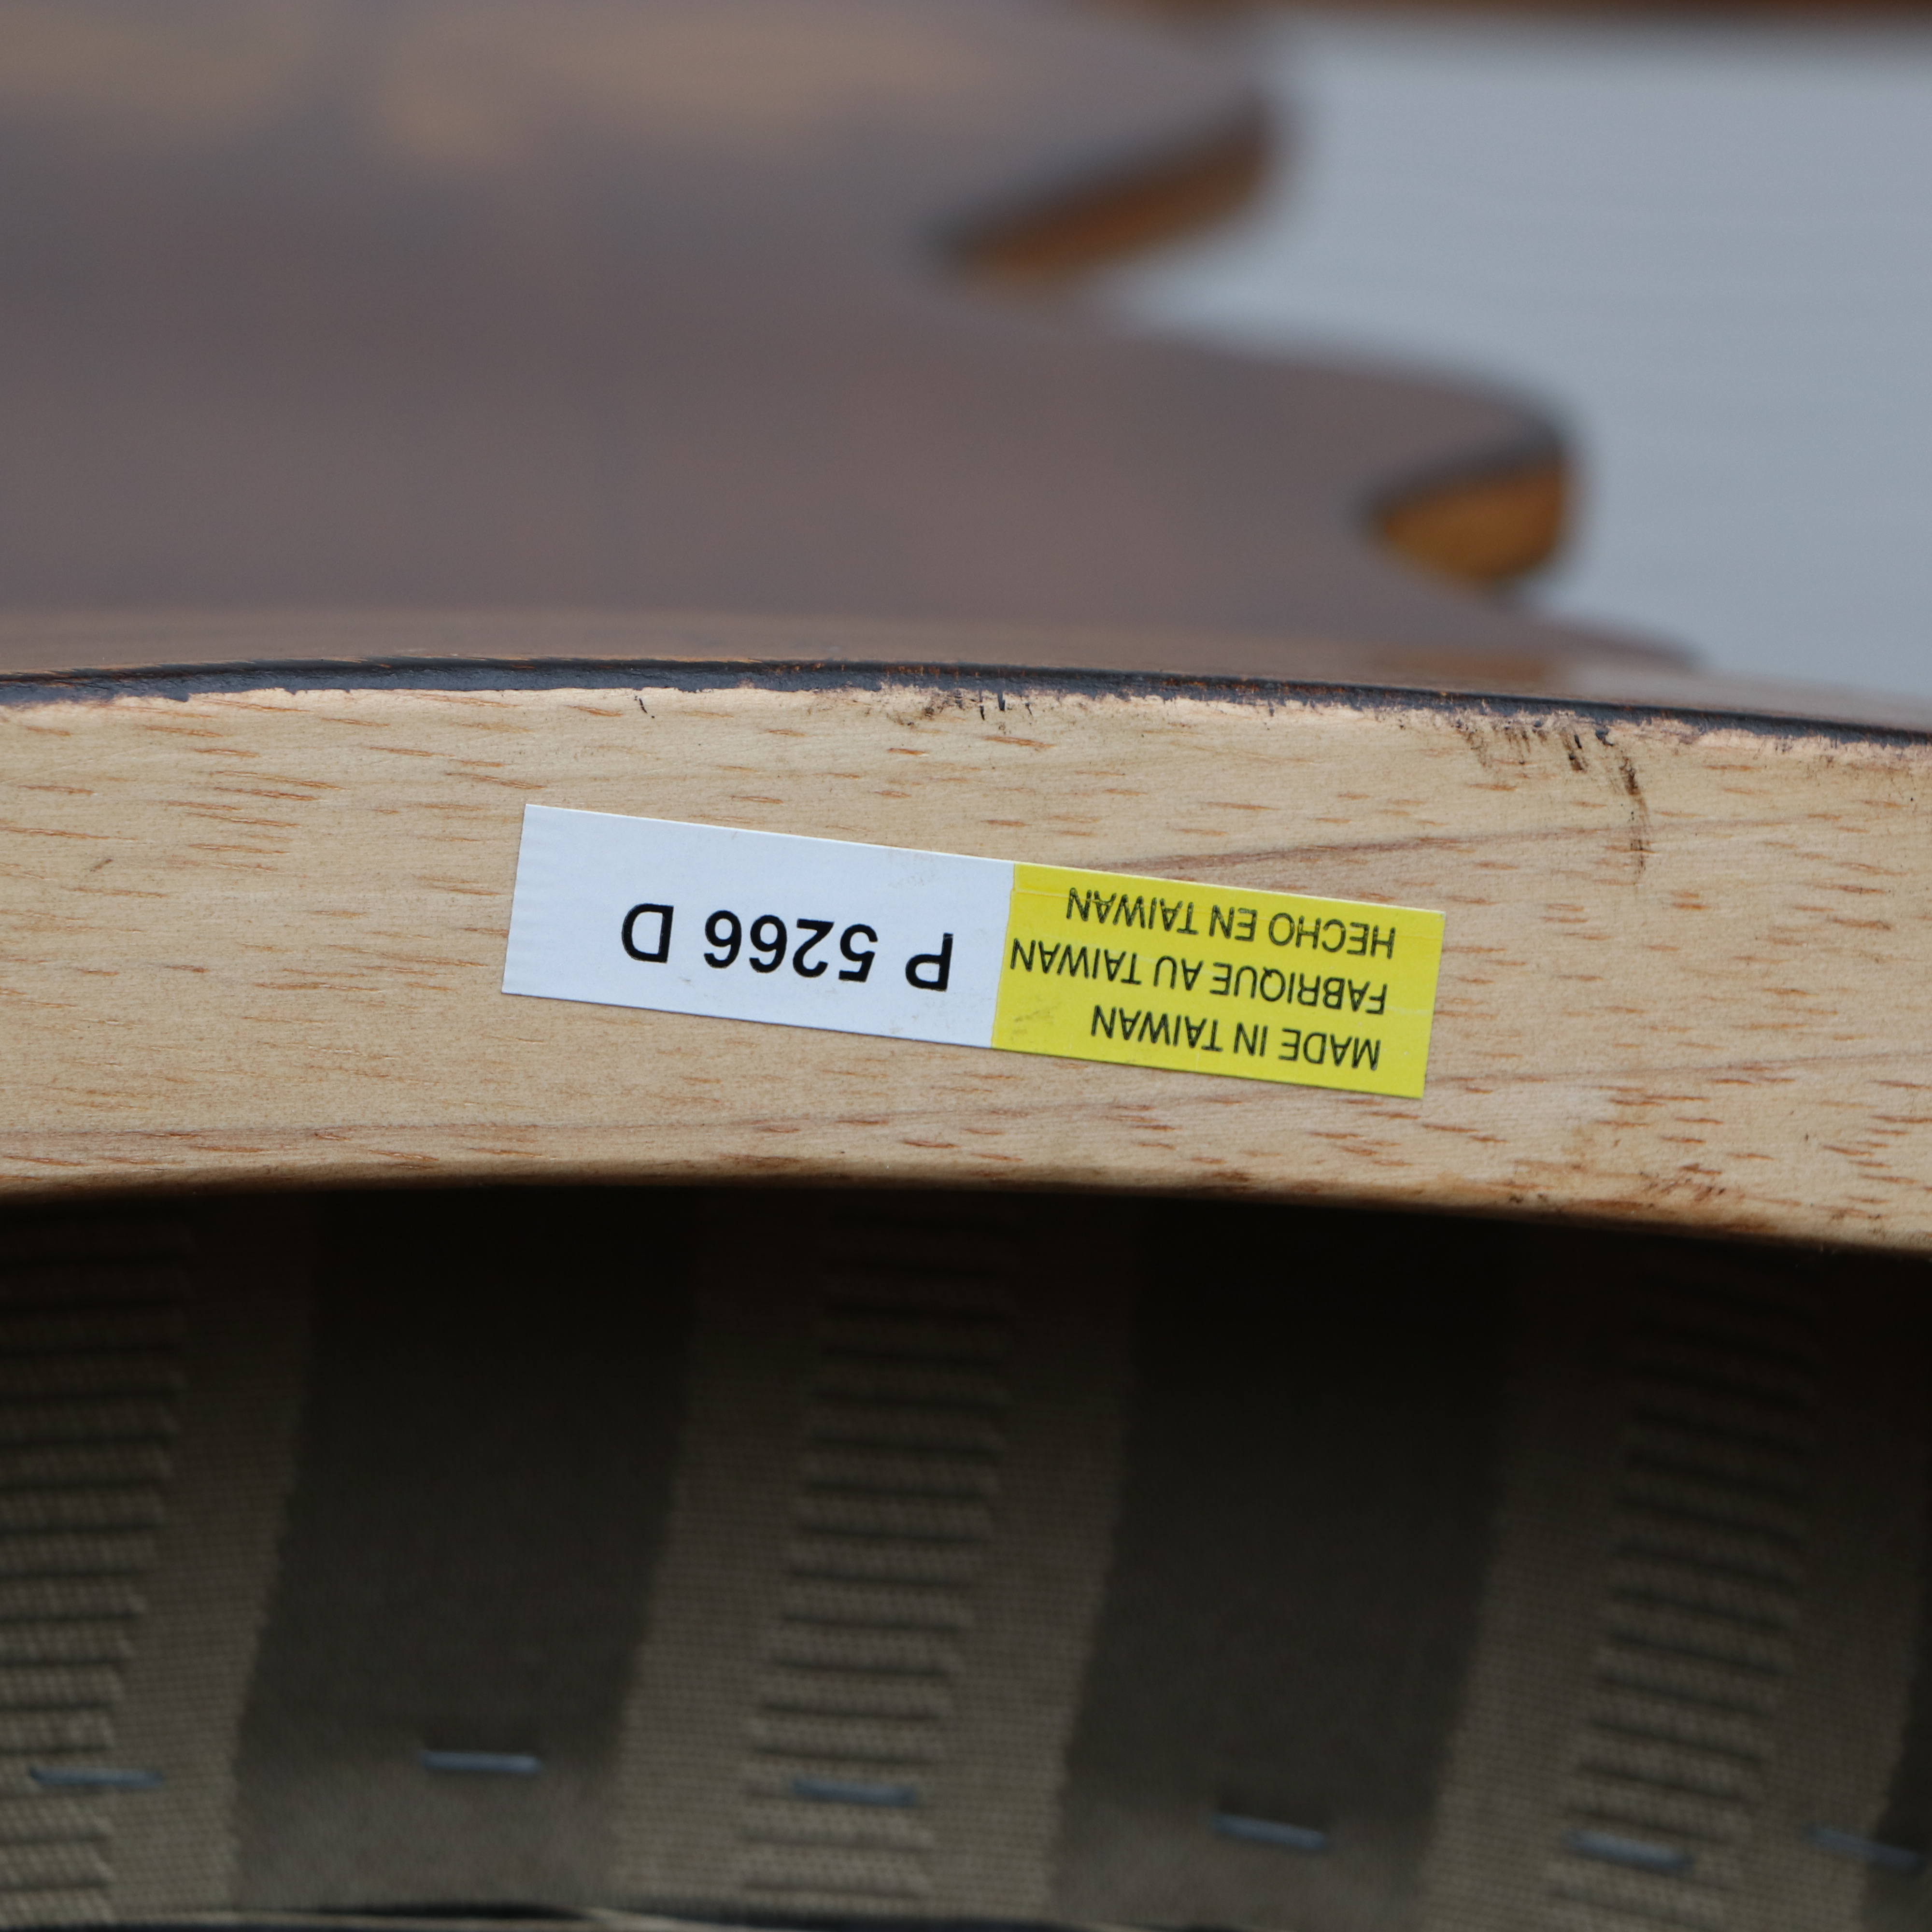 MADE IN TAIWAN
FABRIQUE AU TAIWAN
HECHO EN TAIWAN
P 5266 D